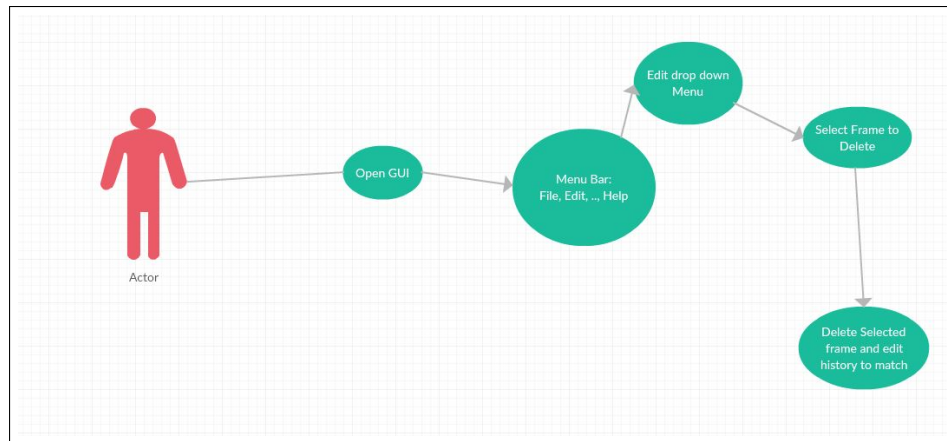 Edit drop down
Menu
Select Frame to
Delete
Open GUI
Menu Bar:
File, Edit, .., Help
Actor
Delete Selected
frame and edit
history to match